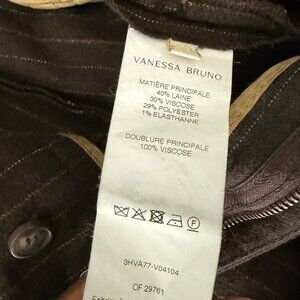 VANESSA BRUNO
MATIÈRE PRINCIPALE
40% LAINE
30% VISCOSE
29% POLYESTER
1% ELASTHANNE
DOUBLURE PRINCIPALE
100% VISCOSE
F
3HVA77-V04104
OF 29761